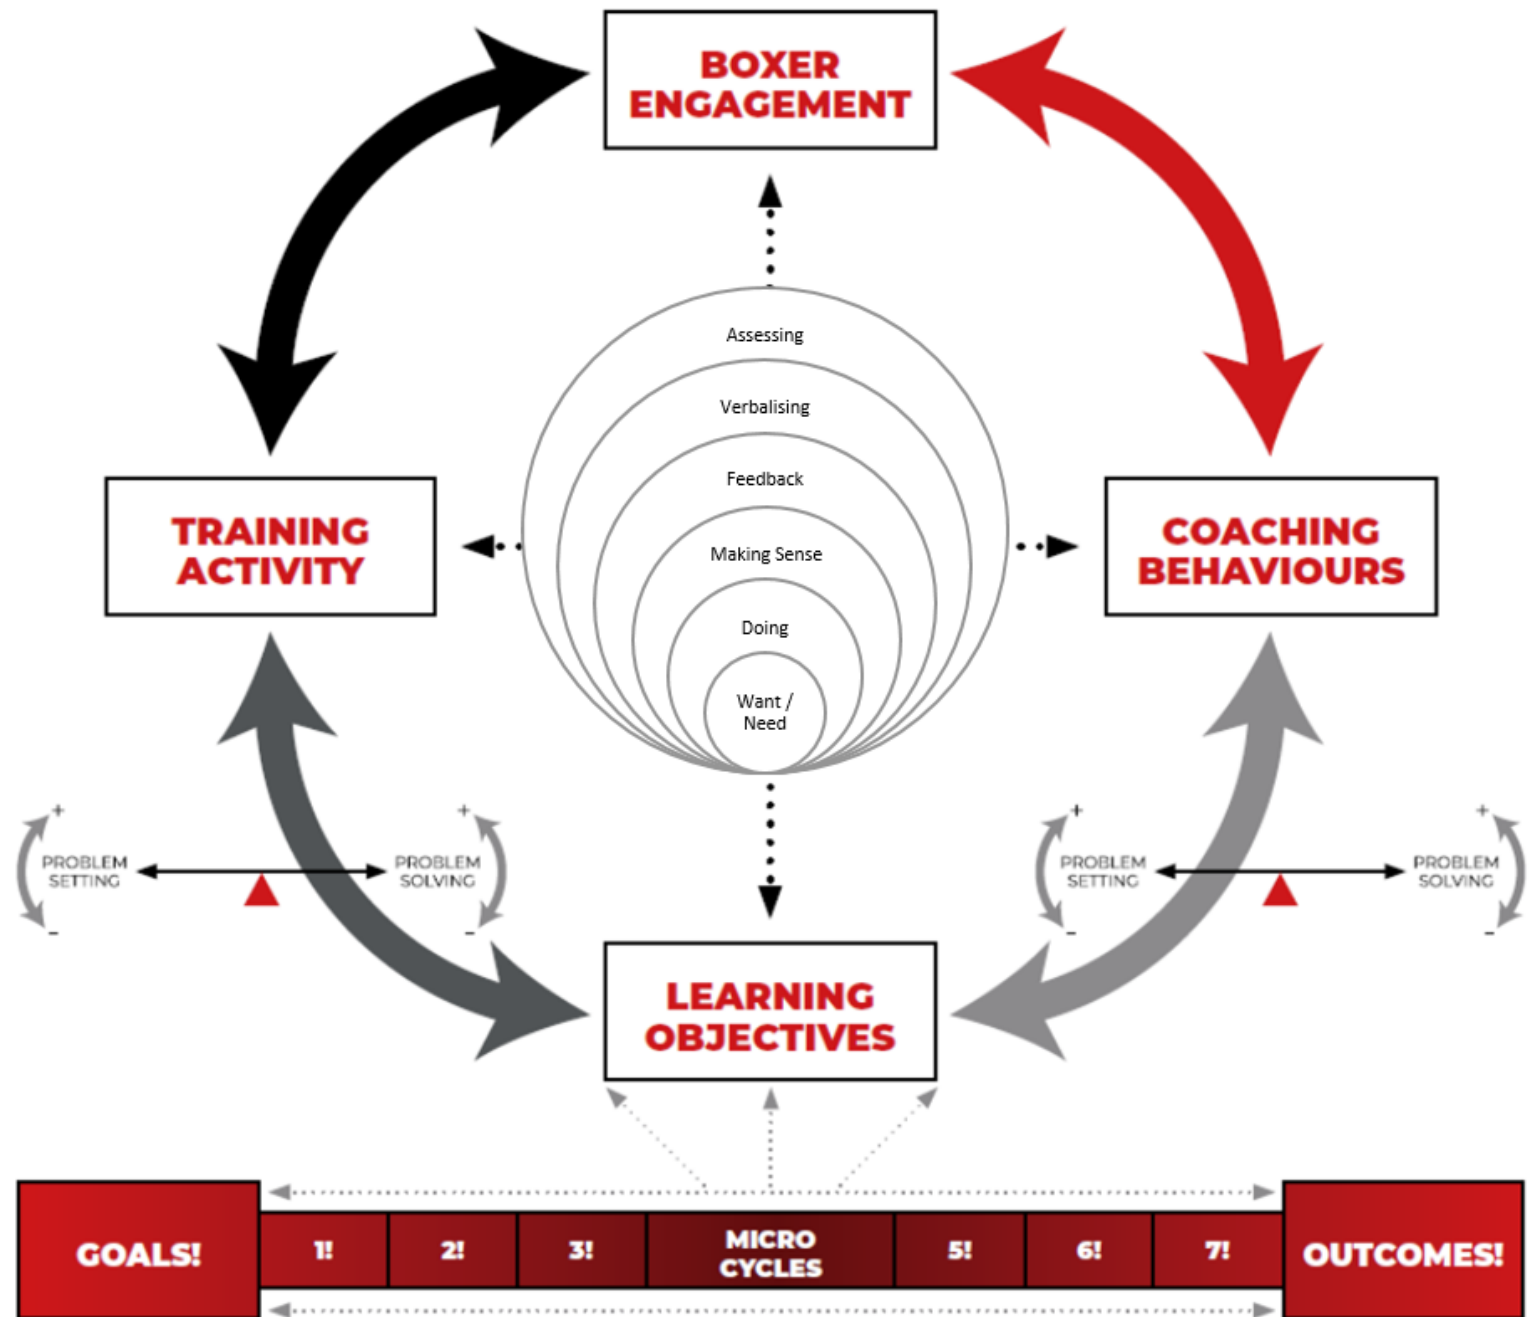 BOXER
ENGAGEMENT
Assessing
Verbalising
Feedback
Making Sense
Doing
Want /
Need
TRAINING
ACTIVITY
COACHING
BEHAVIOURS
+
PROBLEM
SETTING
-
+
PROBLEM
SOLVING
-
+
PROBLEM
SETTING
-
+
PROBLEM
SOLVING
-
LEARNING
OBJECTIVES
GOALS!
1!
2!
3!
MICRO
CYCLES
5!
6!
7!
OUTCOMES!